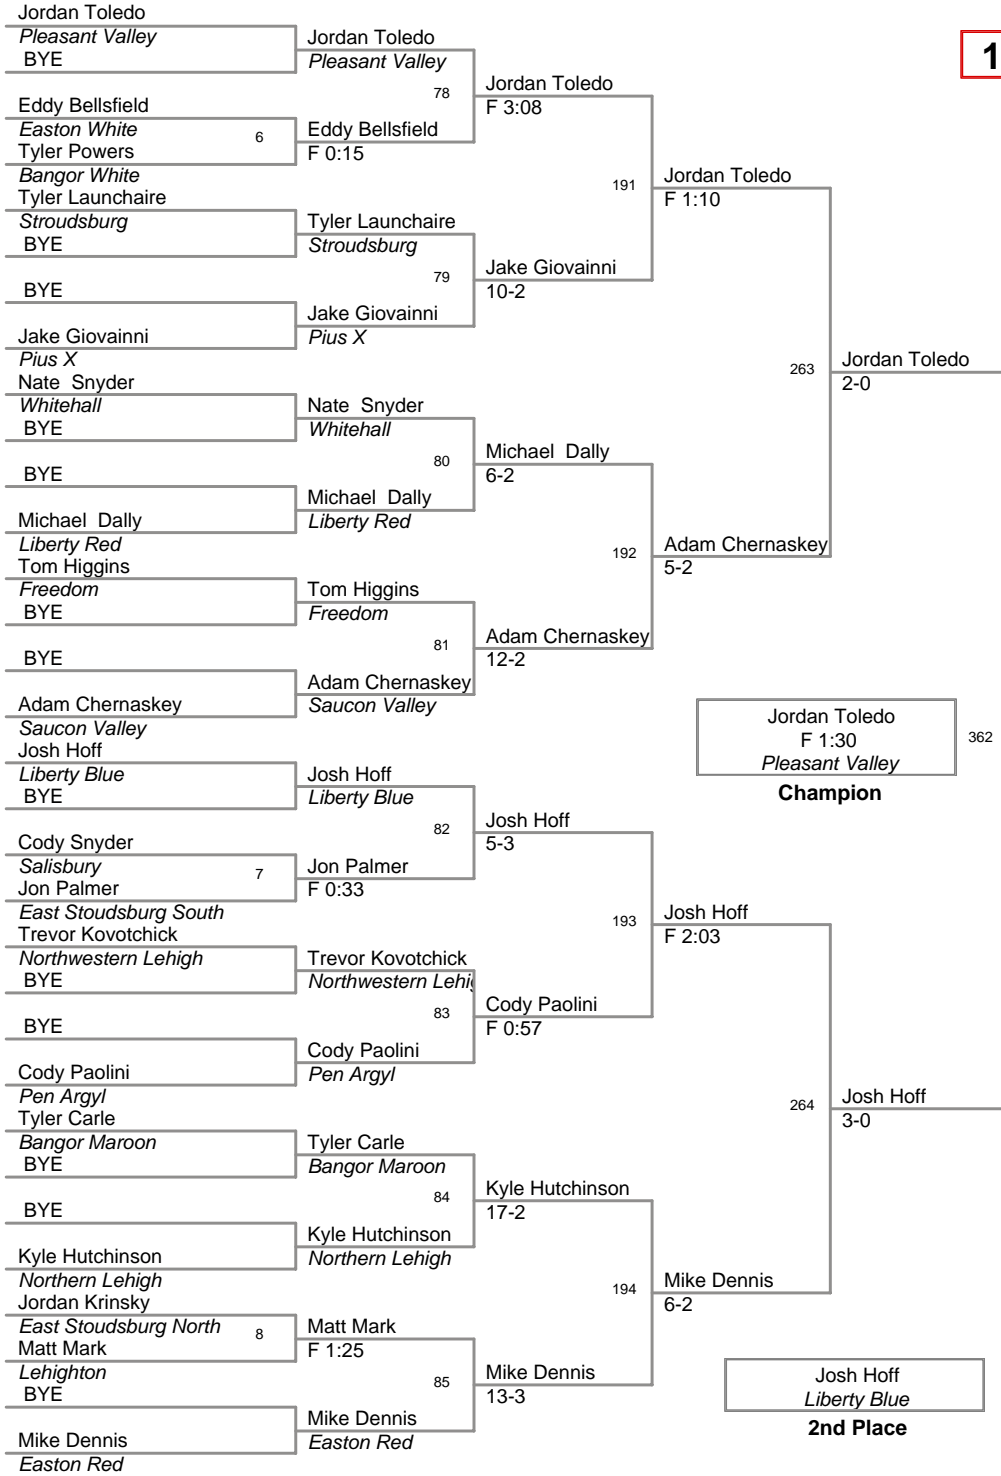 Jordan Toledo
Pleasant Valley
BYE
Eddy Bellsfield
Easton White
6
Tyler Powers
Bangor White
Tyler Launchaire
Stroudsburg
BYE
BYE
Jake Giovainni
Pius X
Nate Snyder
Whitehall
BYE
BYE
Michael Dally
Liberty Red
Tom Higgins
Freedom
BYE
BYE
Adam Chernaskey
Saucon Valley
Josh Hoff
Liberty Blue
BYE
Cody Snyder
Salisbury
7
Jon Palmer
East Stoudsburg South
Trevor Kovotchick
Northwestern Lehigh
BYE
BYE
Cody Paolini
Pen Argyl
Tyler Carle
Bangor Maroon
BYE
BYE
Kyle Hutchinson
Northern Lehigh
Jordan Krinsky
East Stoudsburg North
8
Matt Mark
Lehighton
BYE
Mike Dennis
Easton Red
Jordan Toledo
Pleasant Valley
78
Eddy Bellsfield
F 0:15
Tyler Launchaire
Stroudsburg
79
Jake Giovainni
Pius X
Nate Snyder
Whitehall
80
Michael Dally
Liberty Red
Tom Higgins
Freedom
81
Adam Chernaskey
Saucon Valley
Josh Hoff
Liberty Blue
82
Jon Palmer
F 0:33
Trevor Kovotchick
Northwestern Lehig
83
Cody Paolini
Pen Argyl
Tyler Carle
Bangor Maroon
84
Kyle Hutchinson
Northern Lehigh
Matt Mark
F 1:25
85
Mike Dennis
Easton Red
Jordan Toledo
F 3:08
191
Jake Giovainni
10-2
Michael Dally
6-2
192
Adam Chernaskey
12-2
Josh Hoff
5-3
193
Cody Paolini
F 0:57
Kyle Hutchinson
17-2
194
Mike Dennis
13-3
Jordan Toledo
F 1:10
263
Adam Chernaskey
5-2
Josh Hoff
F 2:03
264
Mike Dennis
6-2
1
Jordan Toledo
2-0
Jordan Toledo
F 1:30
Pleasant Valley
362
Champion
Josh Hoff
3-0
Josh Hoff
Liberty Blue
2nd Place